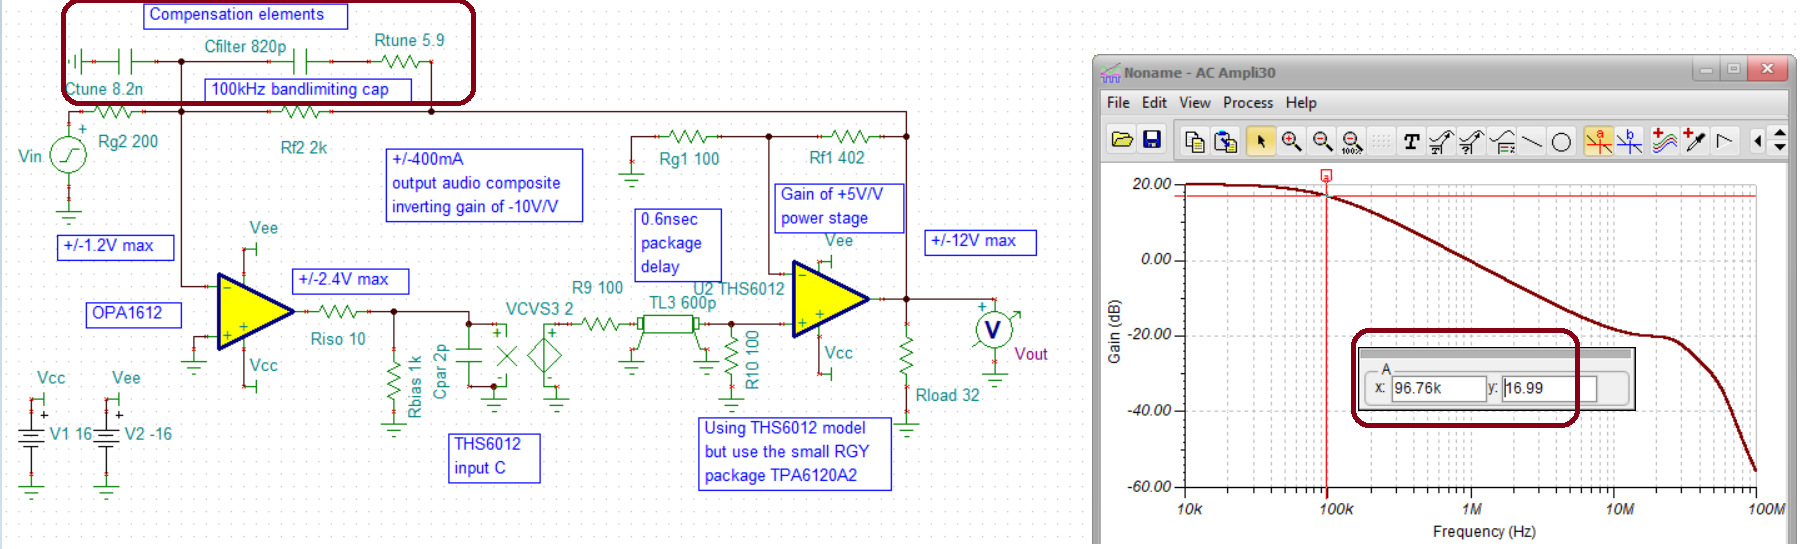 Compensation elements
Cfilter 820p
Rtune 5.9
Ctune 8.2n
100kHz bandlimiting cap
Rg2 200
Rf2 2k
Vin
+
+/-400mA
output audio composite
inverting gain of -10V/V
Rg1 100
Rf1 402
Gain of +5V/V
power stage
0.6nsec
package
delay
Vee
+/-12V max
+/-1.2V max
Vee
+/-2.4V max
OPA1612
Riso 10
VCVS3 2
R9 100
TL3 600p
U2 THS6012
V
Vout
Vcc
Vcc
Cpar 2p
Rbias 1k
R10 100
Rload 32
Vcc
Vee
V1 16
V2 -16
THS6012
input C
Using THS6012 model
but use the small RGY
package TPA6120A2
Noname - AC Ampli30
File Edit View Process Help
T
100%
a
b
a
20.00
0.00
-20.00
-40.00
-60.00
Gain (dB)
A
x: 96.76k y: 16.99
10k 100k 1M 10M 100M
Frequency (Hz)